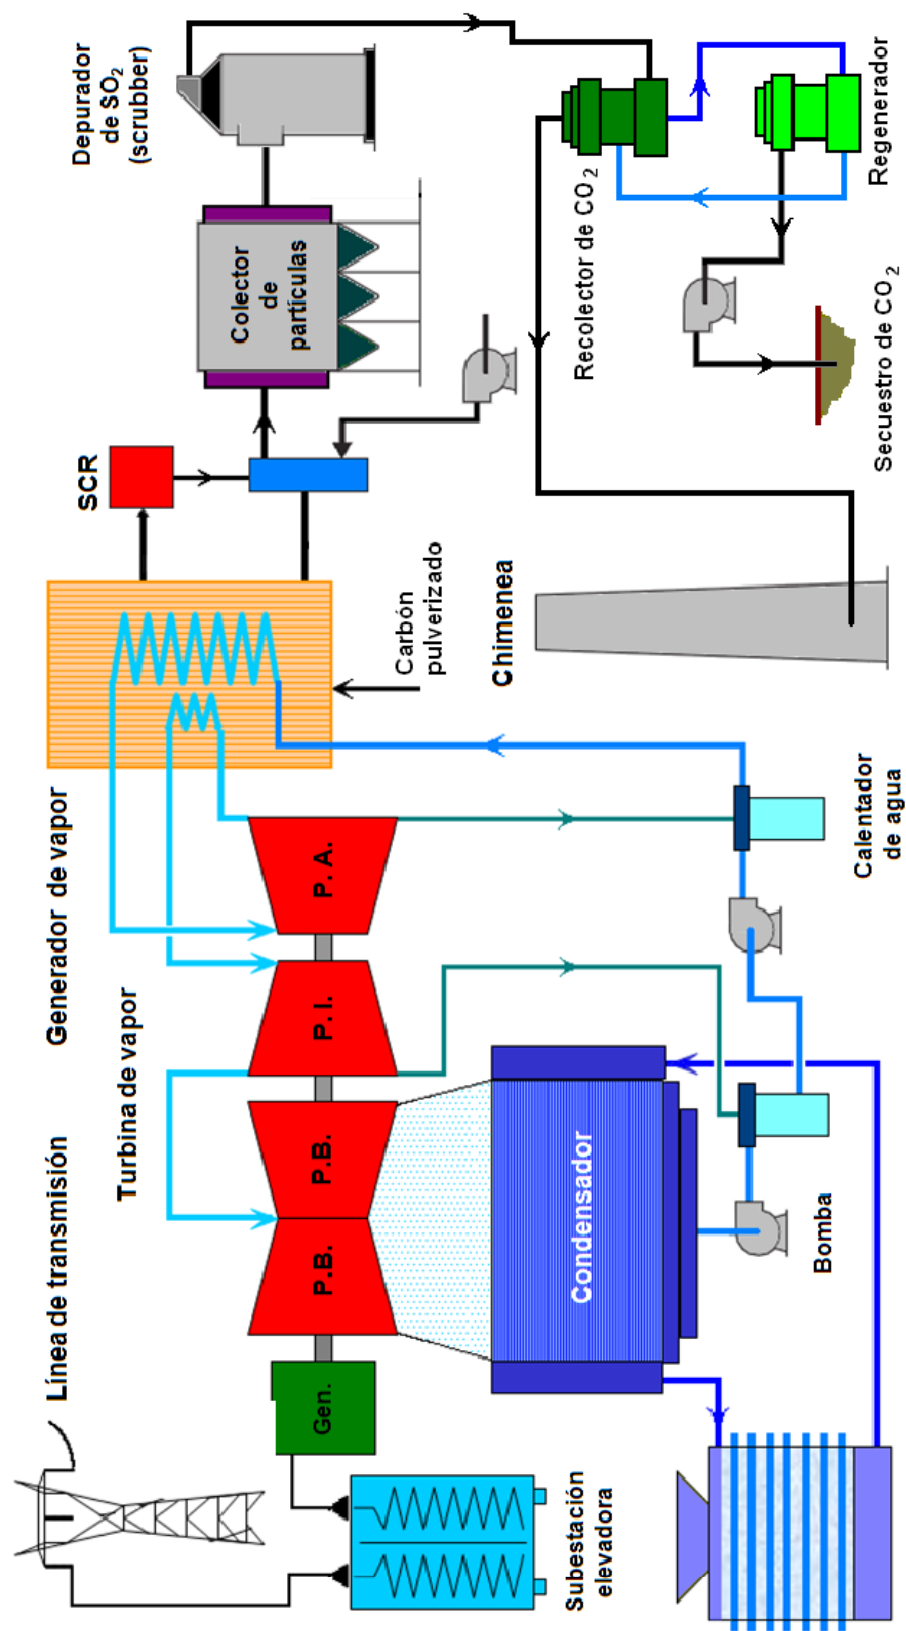 Línea de transmisión
Generador de vapor
SCR
Depurador
de SO2
(scrubber)
Turbina de vapor
Colector
de
partículas
Gen.
P.B.
P.B.
P. I.
P. A.
Carbón
pulverizado
Subestación
elevadora
Condensador
Chimenea
Recolector de CO2
Regenerador
Bomba
Calentador
de agua
Secuestro de CO2